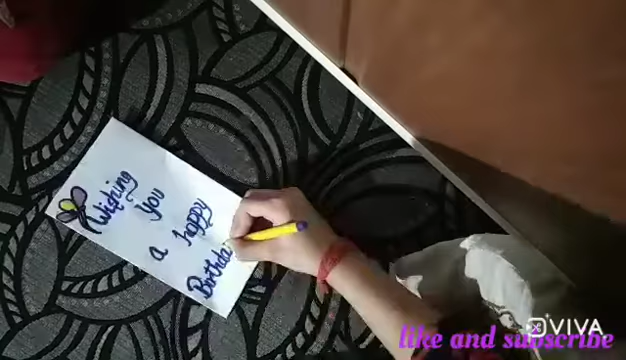 Wishing
you
a happy
Birthda
VIVA
like and subscribe